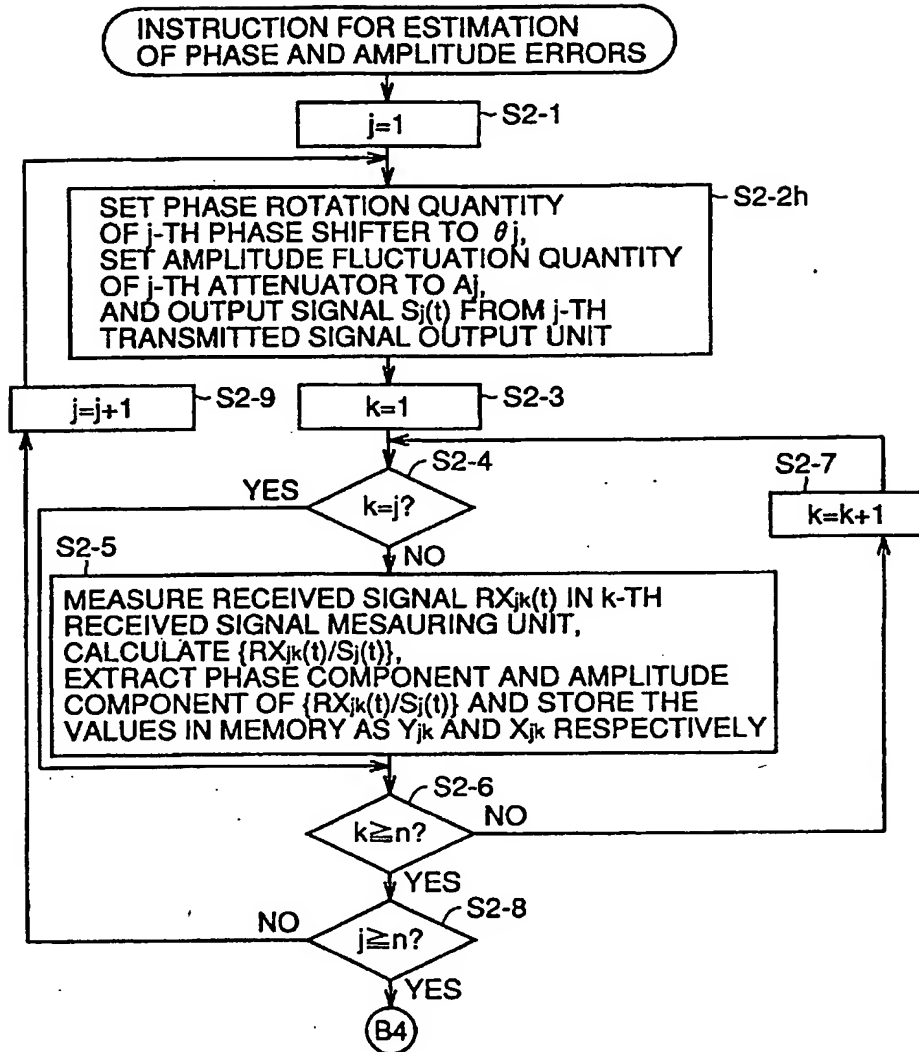 INSTRUCTION FOR ESTIMATION
OF PHASE AND AMPLITUDE ERRORS
j=1
S2-1
S2-2h
SET PHASE ROTATION QUANTITY
OF j-TH PHASE SHIFTER TO θj,
SET AMPLITUDE FLUCTUATION QUANTITY
OF j-TH ATTENUATOR TO Aj,
AND OUTPUT SIGNAL Sj(t) FROM j-TH
TRANSMITTED SIGNAL OUTPUT UNIT
j=j+1
S2-9
k=1
S2-3
S2-4
YES
k=j?
NO
S2-7
k=k+1
S2-5
MEASURE RECEIVED SIGNAL RXjk(t) IN k-TH
RECEIVED SIGNAL MESAURING UNIT,
CALCULATE {RXjk(t)/Sj(t)},
EXTRACT PHASE COMPONENT AND AMPLITUDE
COMPONENT OF {RXjk(t)/Sj(t)} AND STORE THE
VALUES IN MEMORY AS Yjk AND Xjk RESPECTIVELY
S2-6
k≧n?
NO
YES
S2-8
NO
j≧n?
YES
B4